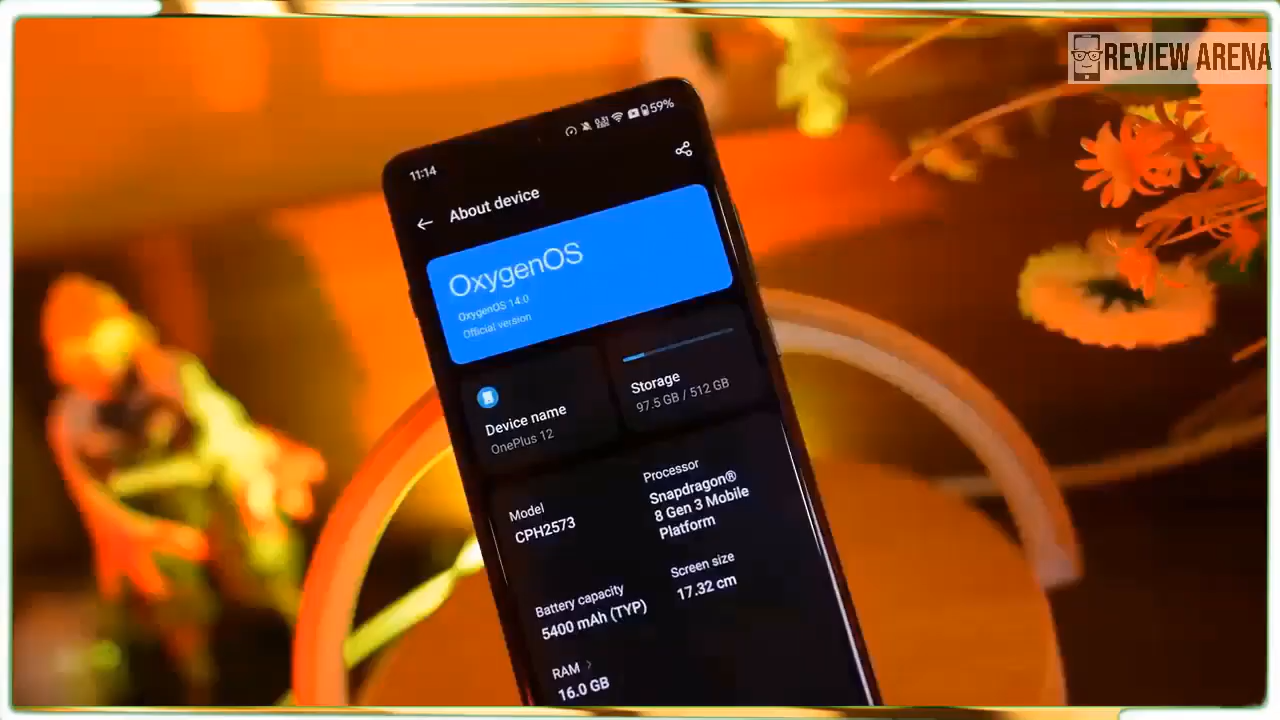 REVIEW ARENA
59%
11:14
About device
OxygenOS
OxygenOS 14.0
Official version
Device name
OnePlus 12
Storage
97.5 GB / 512 GB
Model
CPH2573
Processor
Snapdragon®
8 Gen 3 Mobile
Platform
Battery capacity
5400 mAh (TYP)
Screen size
17.32 cm
RAM
16.0 GB